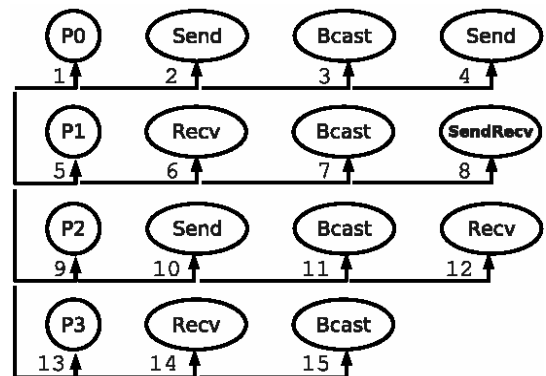 P0 Send Bcast Send
1 2 3 4
P1 Recv Bcast SendRecv
5 6 7 8
P2 Send Bcast Recv
9 10 11 12
P3 Recv Bcast
13 14 15